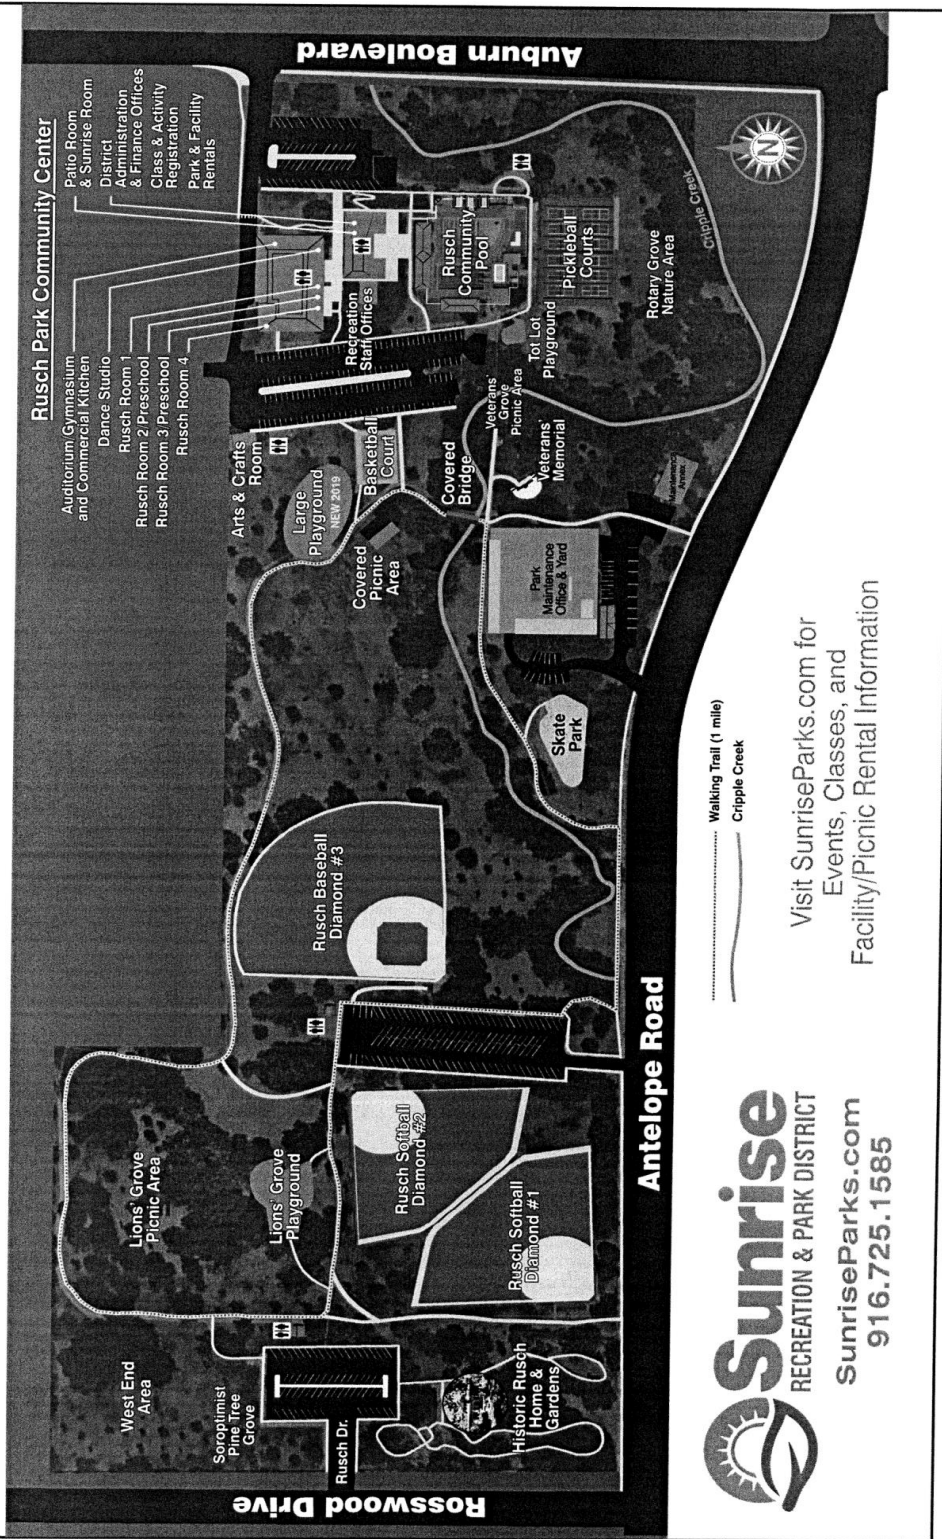 Rusch Park Community Center
Auditorium Gymnasium
and Commercial Kitchen
Dance Studio
Rusch Room 1
Rusch Room 2/Preschool
Rusch Room 3/Preschool
Rusch Room 4
Patio Room
& Sunrise Room
District
Administration
& Finance Offices
Class & Activity
Registration
Park & Facility
Rentals
Auburn Boulevard
Rosswood Drive
Antelope Road
Rusch Dr.
West End
Area
Soroptimist
Pine Tree
Grove
Historic Rusch
Home &
Gardens
Lions' Grove
Picnic Area
Lions' Grove
Playground
Rusch Softball
Diamond #2
Rusch Softball
Diamond #1
Rusch Baseball
Diamond #3
Arts & Crafts
Room
Large
Playground
NEW 2019
Basketball
Court
Covered
Picnic
Area
Covered
Bridge
Recreation
Staff Offices
Rusch
Community
Pool
Pickleball
Courts
Tot Lot
Playground
Veterans'
Grove
Picnic Area
Veterans'
Memorial
Rotary Grove
Nature Area
Cripple Creek
Maintenance
Annex
Park
Maintenance
Office & Yard
Skate
Park
N
Walking Trail (1 mile)
Cripple Creek
Sunrise
RECREATION & PARK DISTRICT
SunriseParks.com
916.725.1585
Visit SunriseParks.com for
Events, Classes, and
Facility/Picnic Rental Information